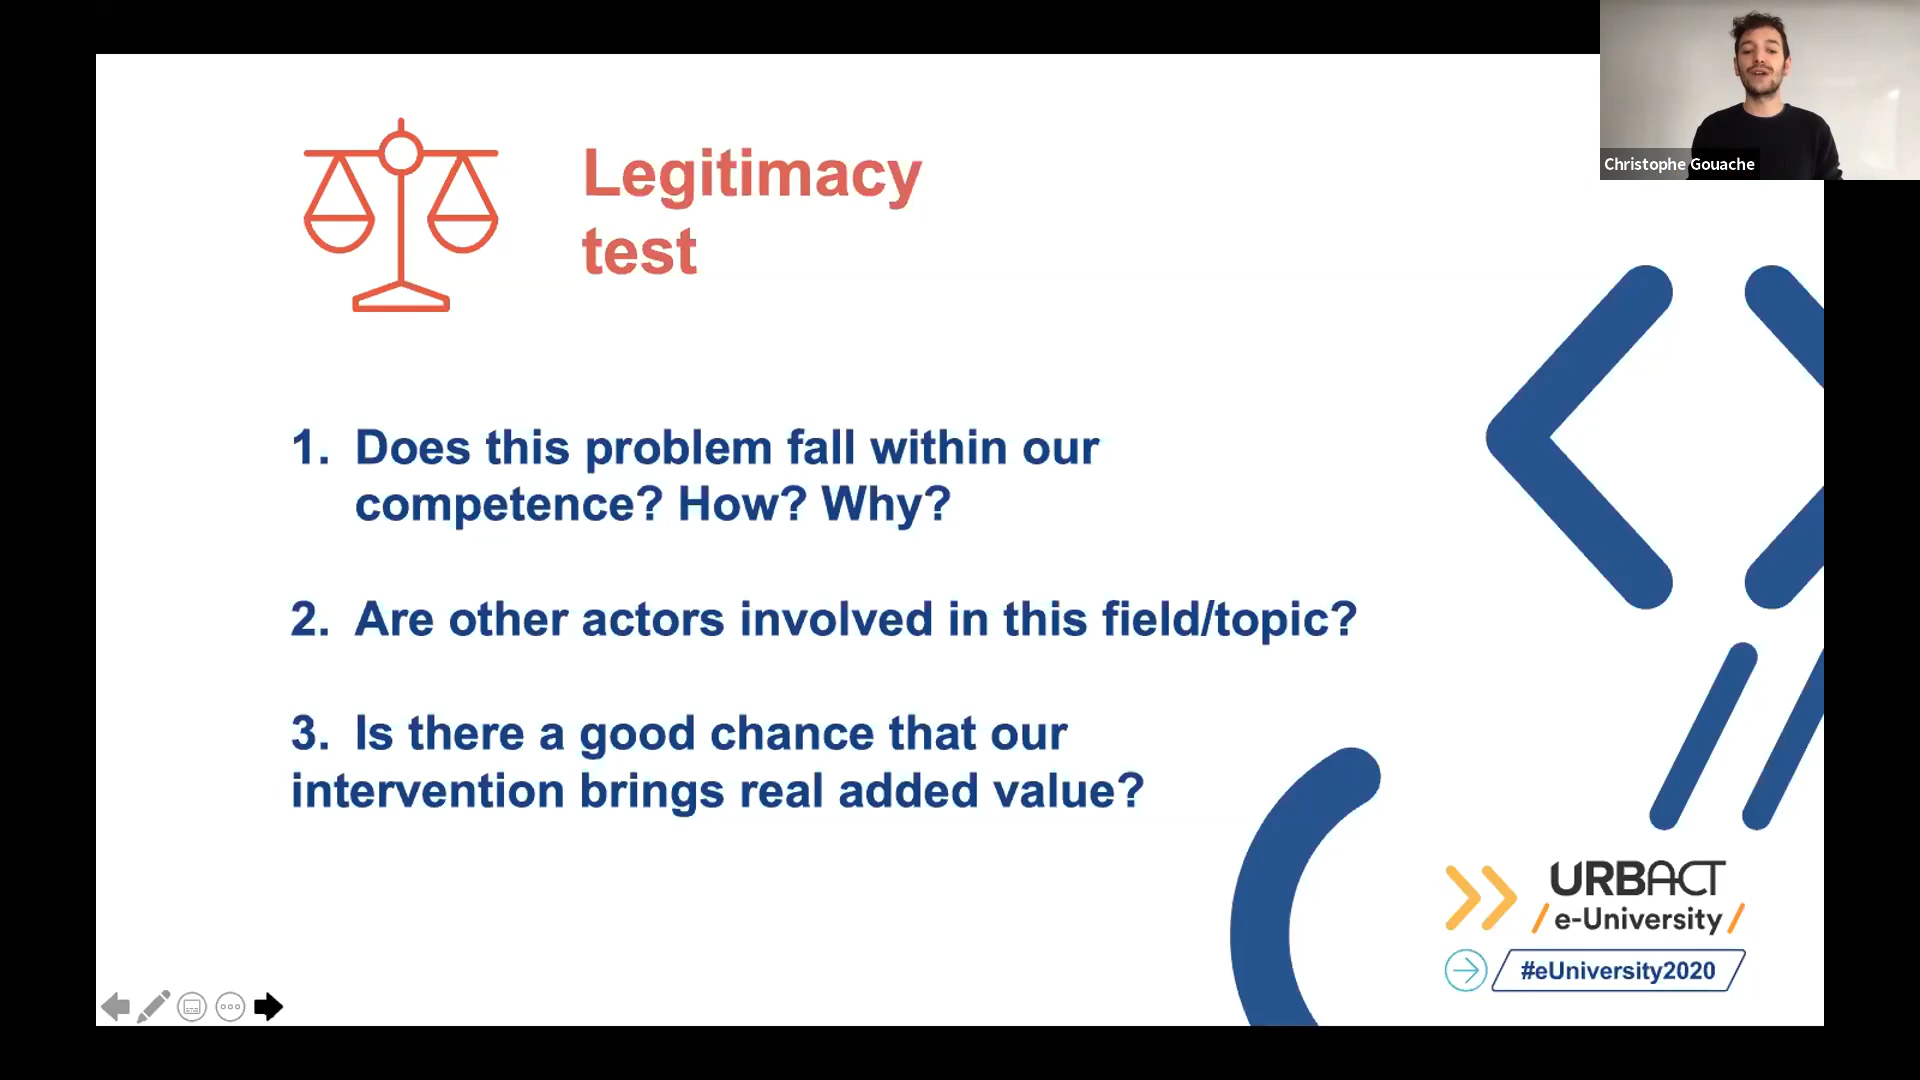 Christophe Gouache
Legitimacy
test
1. Does this problem fall within our
competence? How? Why?
2. Are other actors involved in this field/topic?
3. Is there a good chance that our
intervention brings real added value?
URBACT
/ e-University /
#eUniversity2020